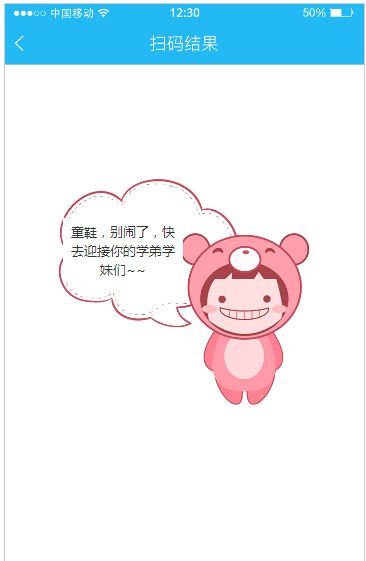 中国移动 12:30 50%
扫码结果
童鞋，别闹了，快
去迎接你的学弟学
妹们~~